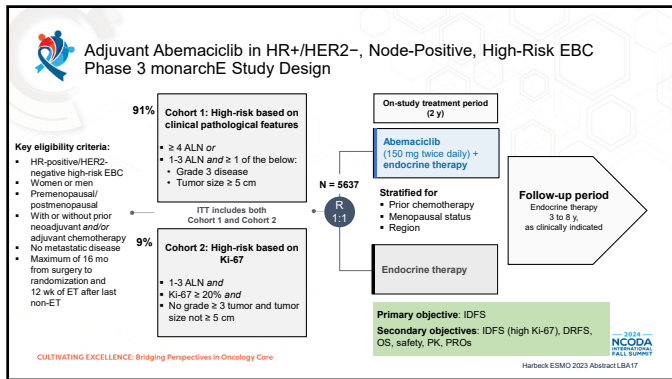 Adjuvant Abemaciclib in HR+/HER2−, Node-Positive, High-Risk EBC
Phase 3 monarchE Study Design
Key eligibility criteria:
▪ HR-positive/HER2-
negative high-risk EBC
▪ Women or men
▪ Premenopausal/
postmenopausal
▪ With or without prior
neoadjuvant and/or
adjuvant chemotherapy
▪ No metastatic disease
▪ Maximum of 16 mo
from surgery to
randomization and
12 wk of ET after last
non-ET
91%
Cohort 1: High-risk based on
clinical pathological features
▪ ≥ 4 ALN or
▪ 1-3 ALN and ≥ 1 of the below:
▪ Grade 3 disease
▪ Tumor size ≥ 5 cm
ITT includes both
Cohort 1 and Cohort 2
9%
Cohort 2: High-risk based on
Ki-67
▪ 1-3 ALN and
▪ Ki-67 ≥ 20% and
▪ No grade ≥ 3 tumor and tumor
size not ≥ 5 cm
N = 5637
R
1:1
On-study treatment period
(2 y)
Abemaciclib
(150 mg twice daily) +
endocrine therapy
Stratified for
▪ Prior chemotherapy
▪ Menopausal status
▪ Region
Endocrine therapy
Follow-up period
Endocrine therapy
3 to 8 y,
as clinically indicated
Primary objective: IDFS
Secondary objectives: IDFS (high Ki-67), DRFS,
OS, safety, PK, PROs
CULTIVATING EXCELLENCE: Bridging Perspectives in Oncology Care
2024
NCODA
INTERNATIONAL
FALL SUMMIT
Harbeck ESMO 2023 Abstract LBA17